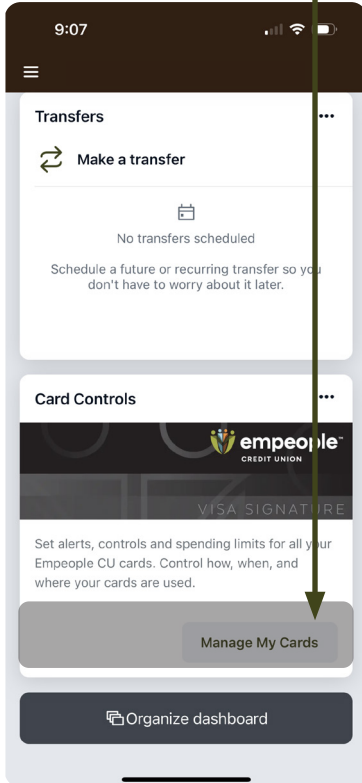 9:07
Transfers
Make a transfer
No transfers scheduled
Schedule a future or recurring transfer so you
don't have to worry about it later.
Card Controls
empeople™
CREDIT UNION
VISA SIGNATURE
Set alerts, controls and spending limits for all your
Empeople CU cards. Control how, when, and
where your cards are used.
Manage My Cards
Organize dashboard